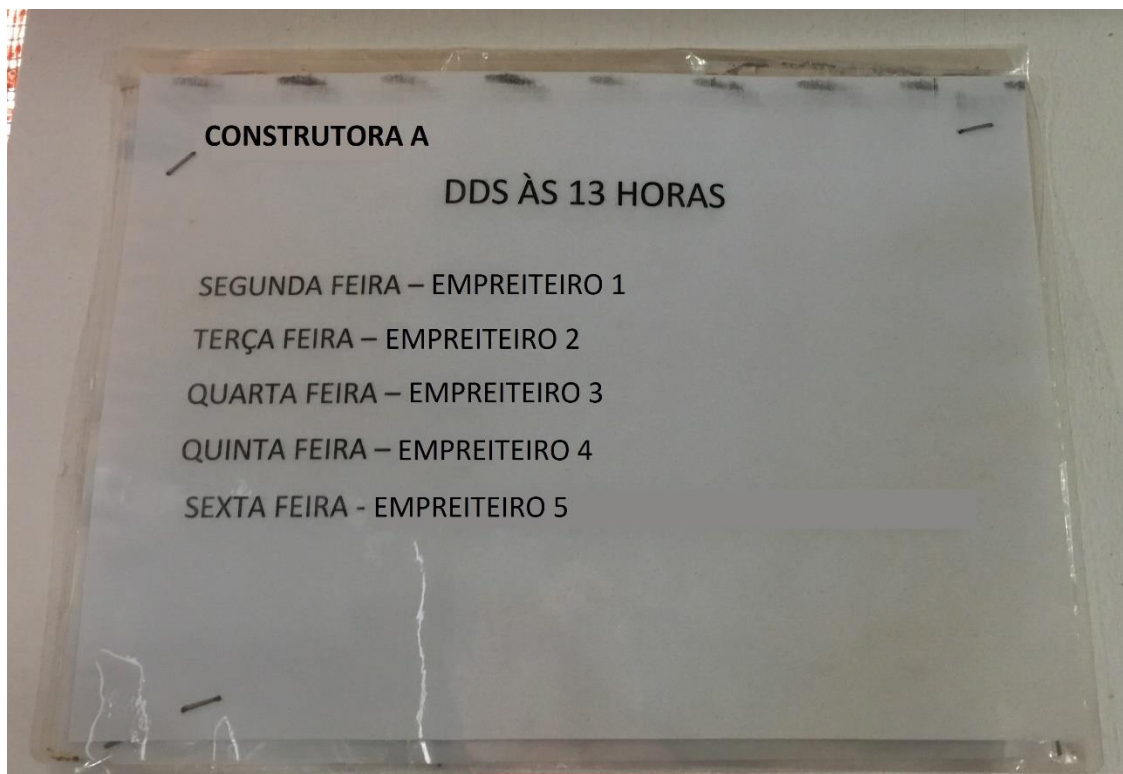 CONSTRUTORA A
DDS ÀS 13 HORAS
SEGUNDA FEIRA – EMPREITEIRO 1
TERÇA FEIRA – EMPREITEIRO 2
QUARTA FEIRA – EMPREITEIRO 3
QUINTA FEIRA – EMPREITEIRO 4
SEXTA FEIRA - EMPREITEIRO 5